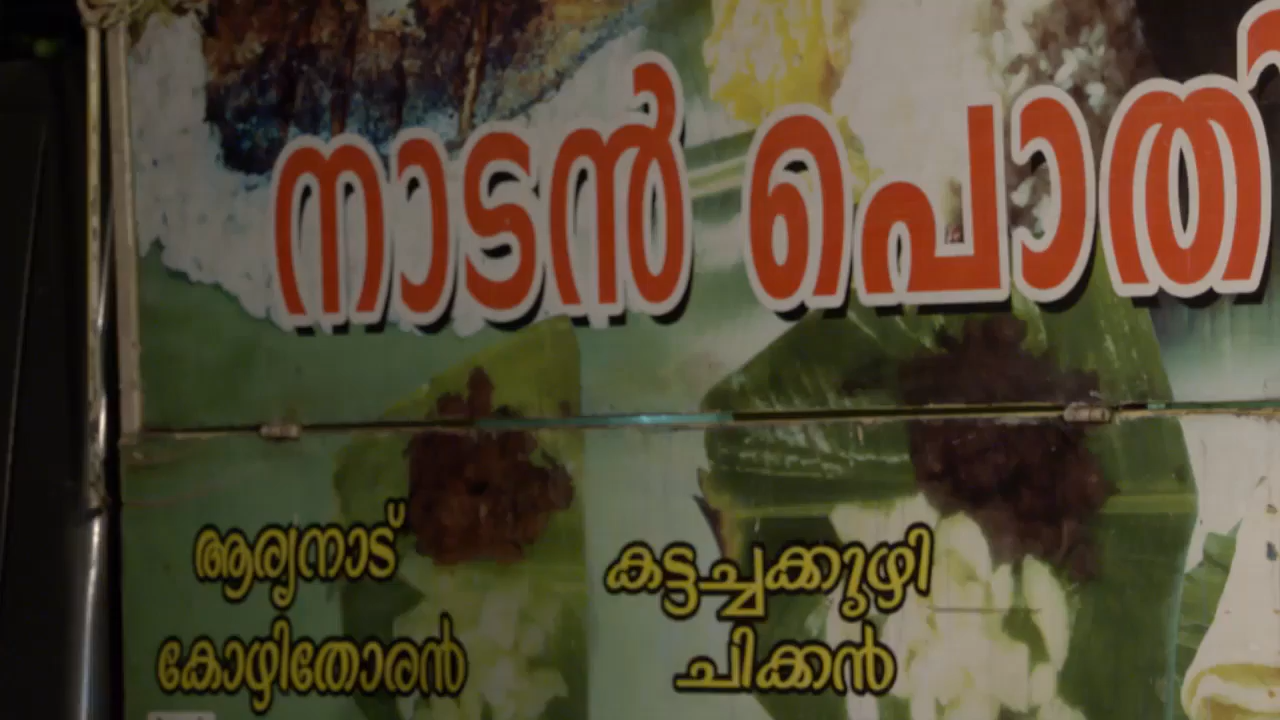 നാടൻ പൊതി
ആര്യനാട്
കോഴിതോരൻ
കട്ടച്ചക്കുഴി
ചിക്കൻ